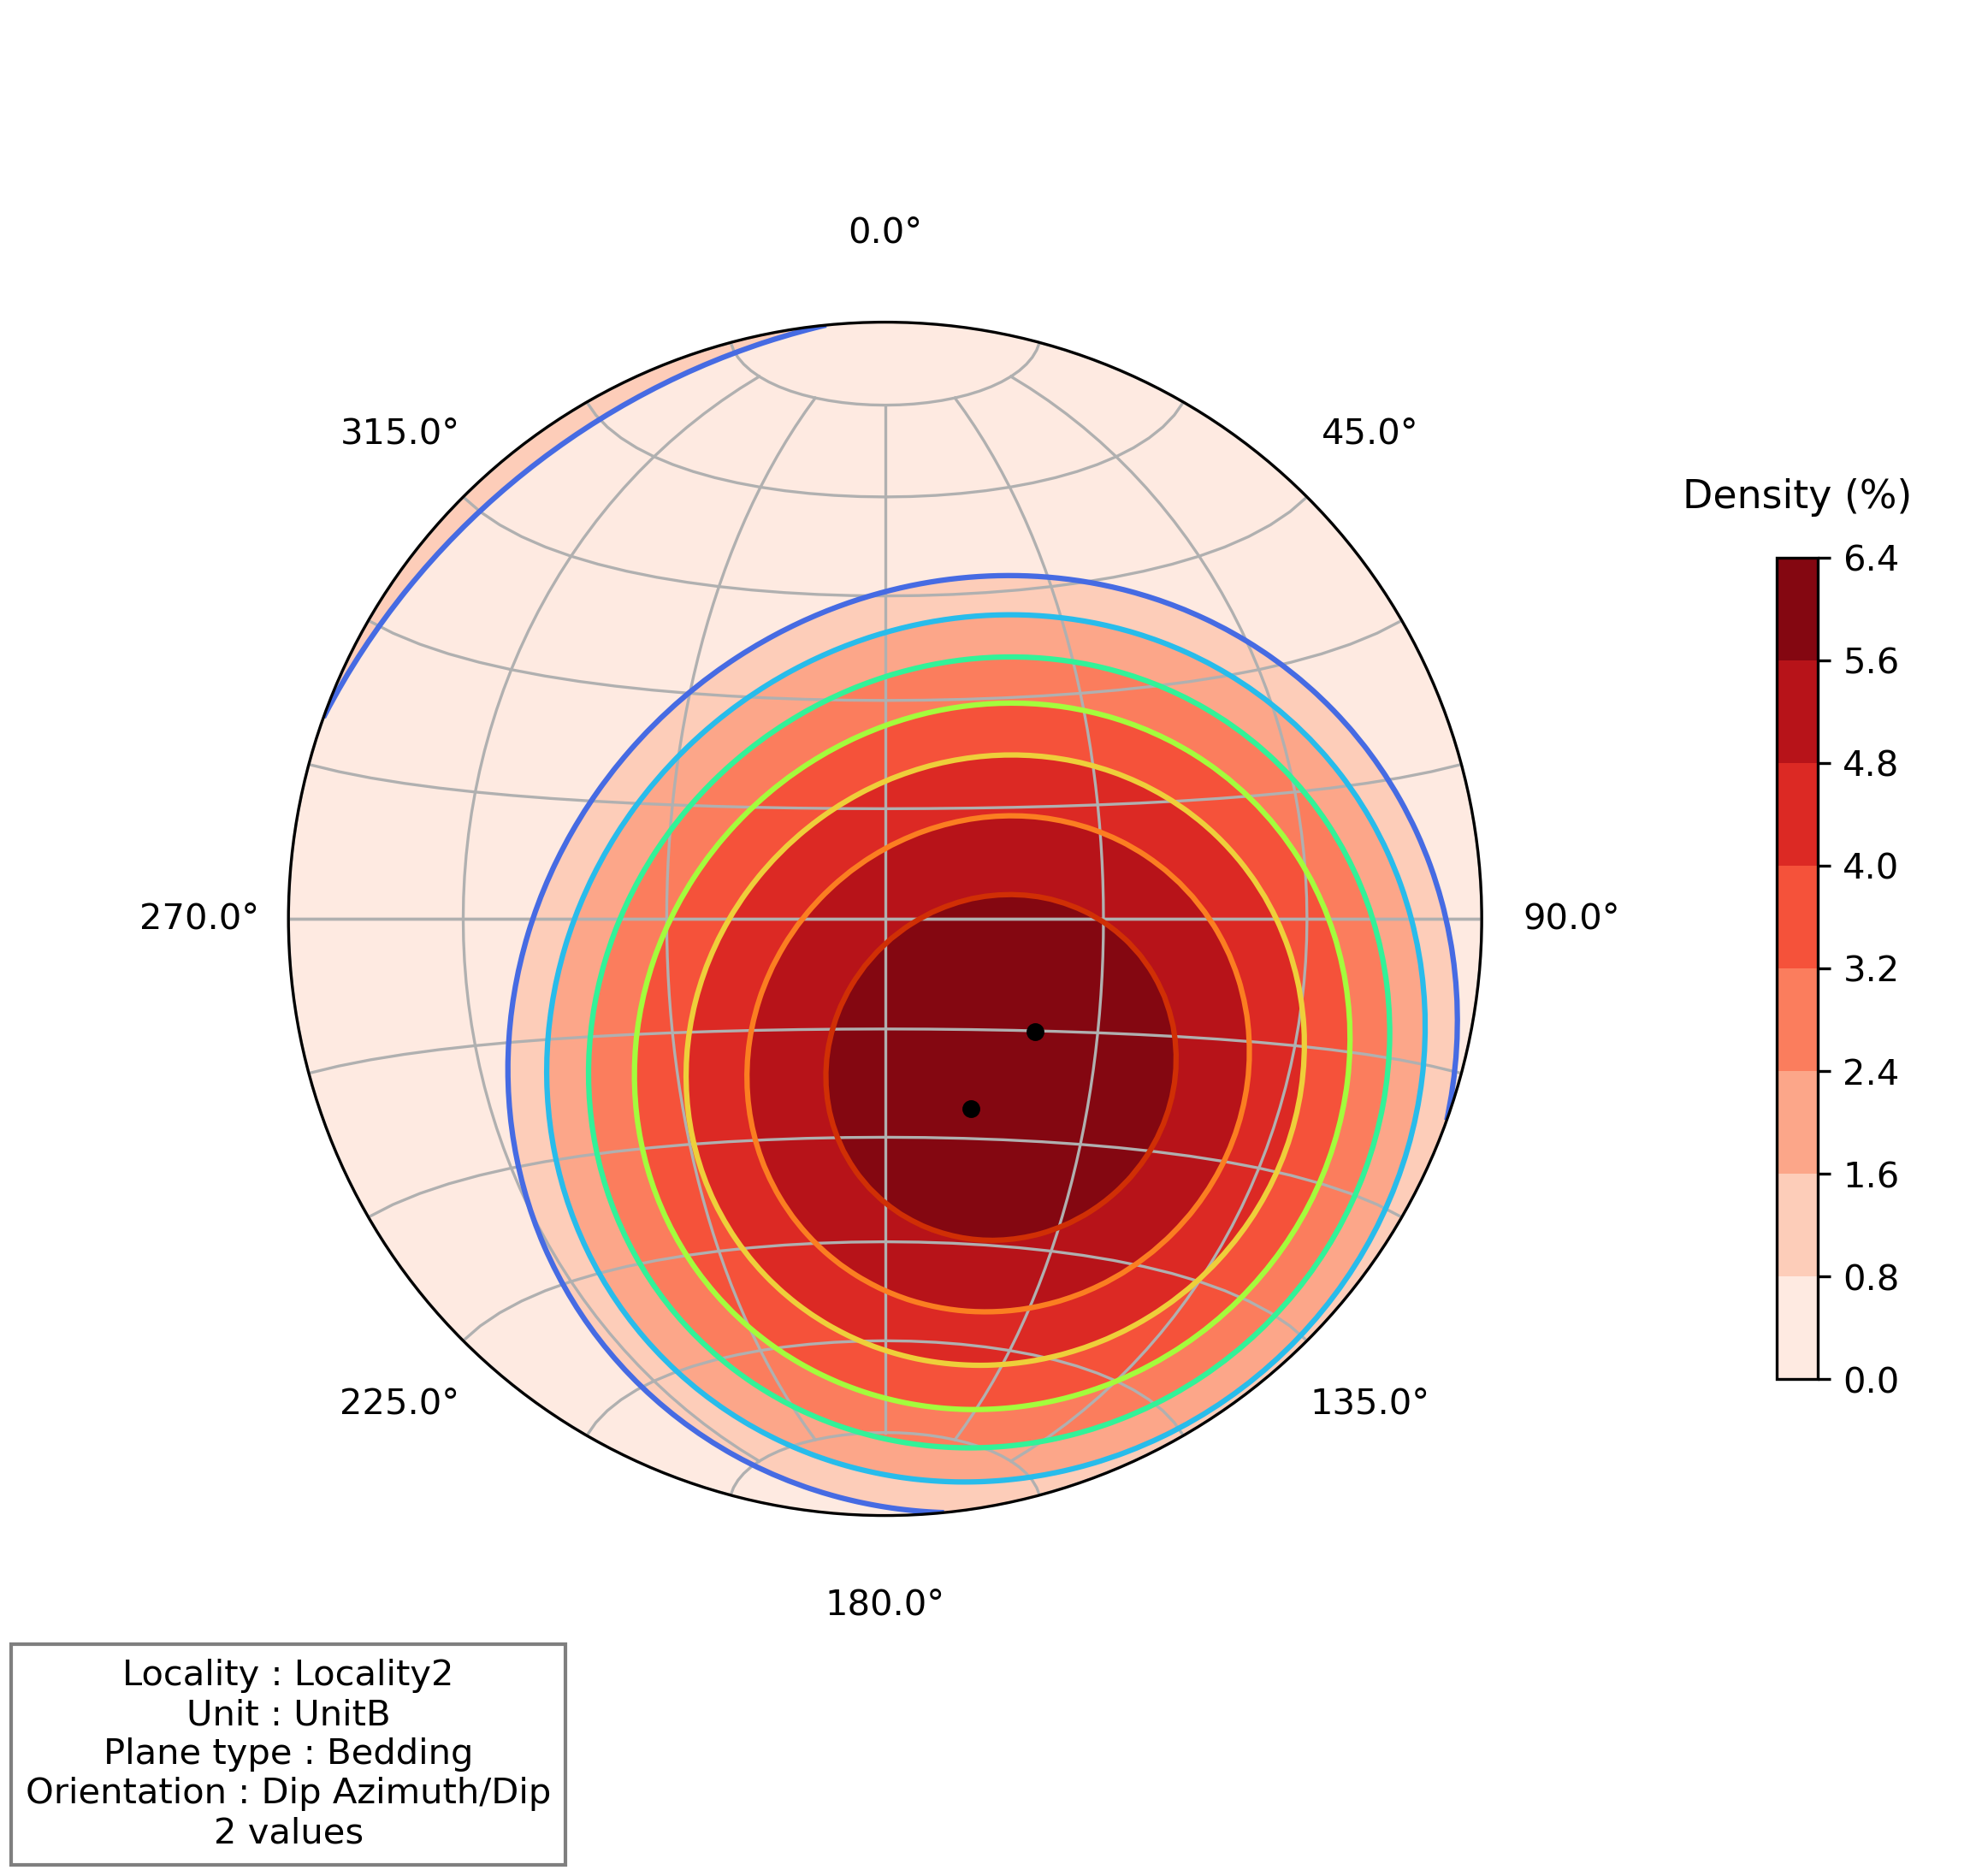 0.0°
315.0°
45.0°
Density (%)
6.4
5.6
4.8
4.0
3.2
2.4
1.6
0.8
0.0
270.0°
90.0°
225.0°
135.0°
180.0°
Locality : Locality2
Unit : UnitB
Plane type : Bedding
Orientation : Dip Azimuth/Dip
2 values